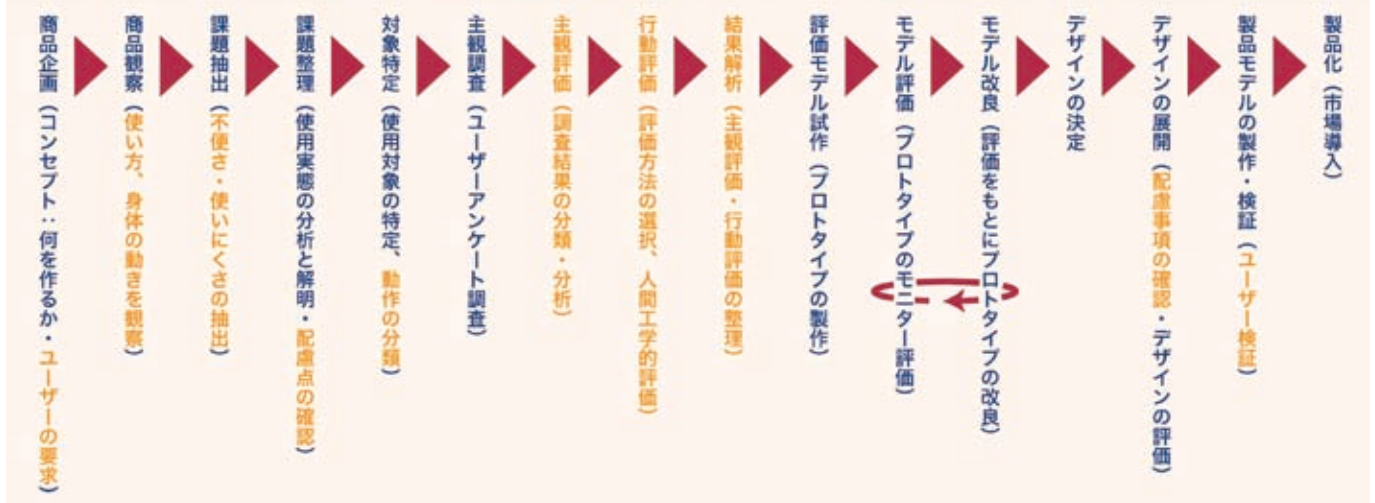 商品企画（コンセプト：何を作るか・ユーザーの要求）
商品観察（使い方、身体の動きを観察）
課題抽出（不便さ・使いにくさの抽出）
課題整理（使用実態の分析と解明・配慮点の確認）
対象特定（使用対象の特定、動作の分類）
主観調査（ユーザーアンケート調査）
主観評価（調査結果の分類・分析）
行動評価（評価方法の選択、人間工学的評価）
結果解析（主観評価・行動評価の整理）
評価モデル試作（プロトタイプの製作）
モデル評価（プロトタイプのモニター評価）
モデル改良（評価をもとにプロトタイプの改良）
デザインの決定
デザインの展開（配慮事項の確認・デザインの評価）
製品モデルの製作・検証（ユーザー検証）
製品化（市場導入）